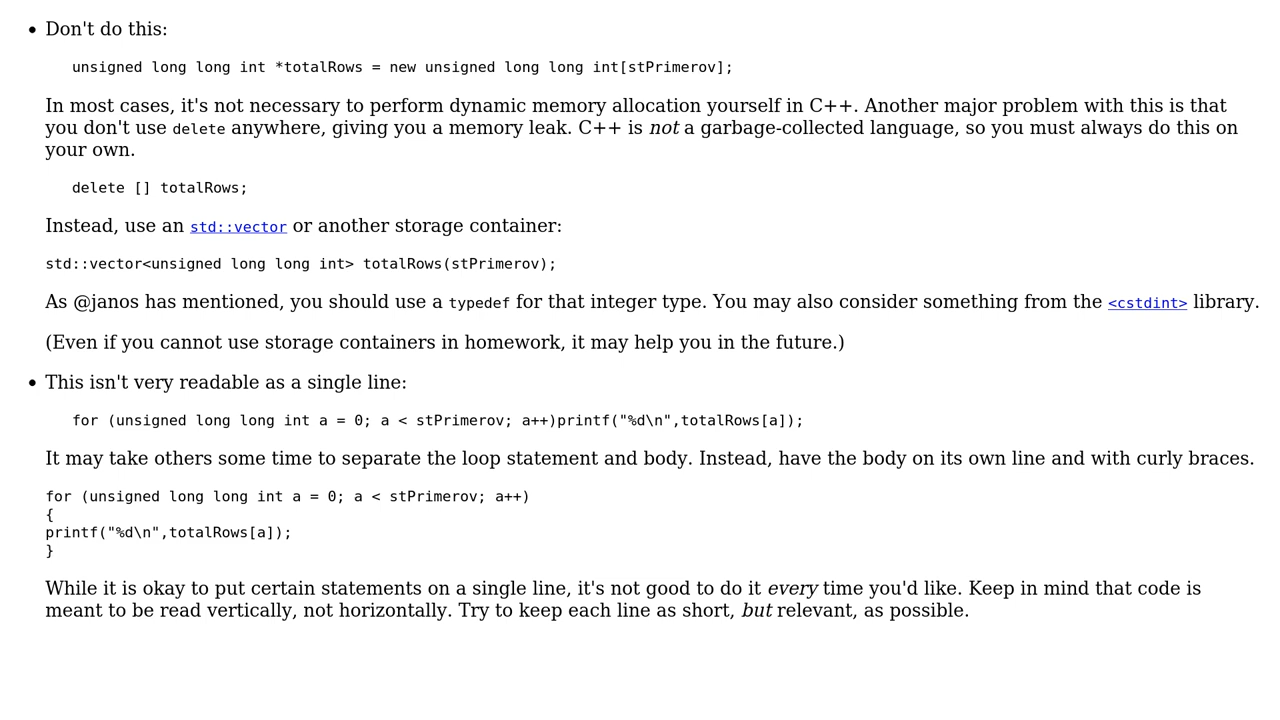 • Don't do this:
unsigned long long int *totalRows = new unsigned long long int[stPrimerov];
In most cases, it's not necessary to perform dynamic memory allocation yourself in C++. Another major problem with this is that
you don't use delete anywhere, giving you a memory leak. C++ is not a garbage-collected language, so you must always do this on
your own.
delete [] totalRows;
Instead, use an std::vector or another storage container:
std::vector<unsigned long long int> totalRows(stPrimerov);
As @janos has mentioned, you should use a typedef for that integer type. You may also consider something from the <cstdint> library.
(Even if you cannot use storage containers in homework, it may help you in the future.)
• This isn't very readable as a single line:
for (unsigned long long int a = 0; a < stPrimerov; a++)printf("%d\n",totalRows[a]);
It may take others some time to separate the loop statement and body. Instead, have the body on its own line and with curly braces.
for (unsigned long long int a = 0; a < stPrimerov; a++)
{
printf("%d\n",totalRows[a]);
}
While it is okay to put certain statements on a single line, it's not good to do it every time you'd like. Keep in mind that code is
meant to be read vertically, not horizontally. Try to keep each line as short, but relevant, as possible.